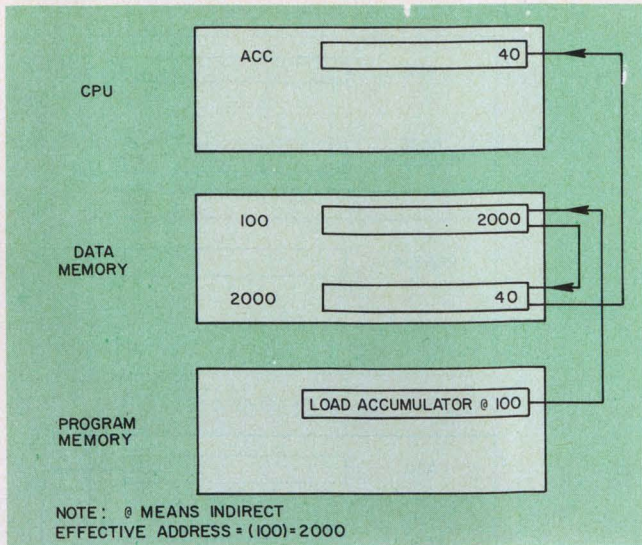 ACC 40
CPU
100 2000
DATA
MEMORY
2000 40
LOAD ACCUMULATOR @ 100
PROGRAM
MEMORY
NOTE: @ MEANS INDIRECT
EFFECTIVE ADDRESS = (100)=2000